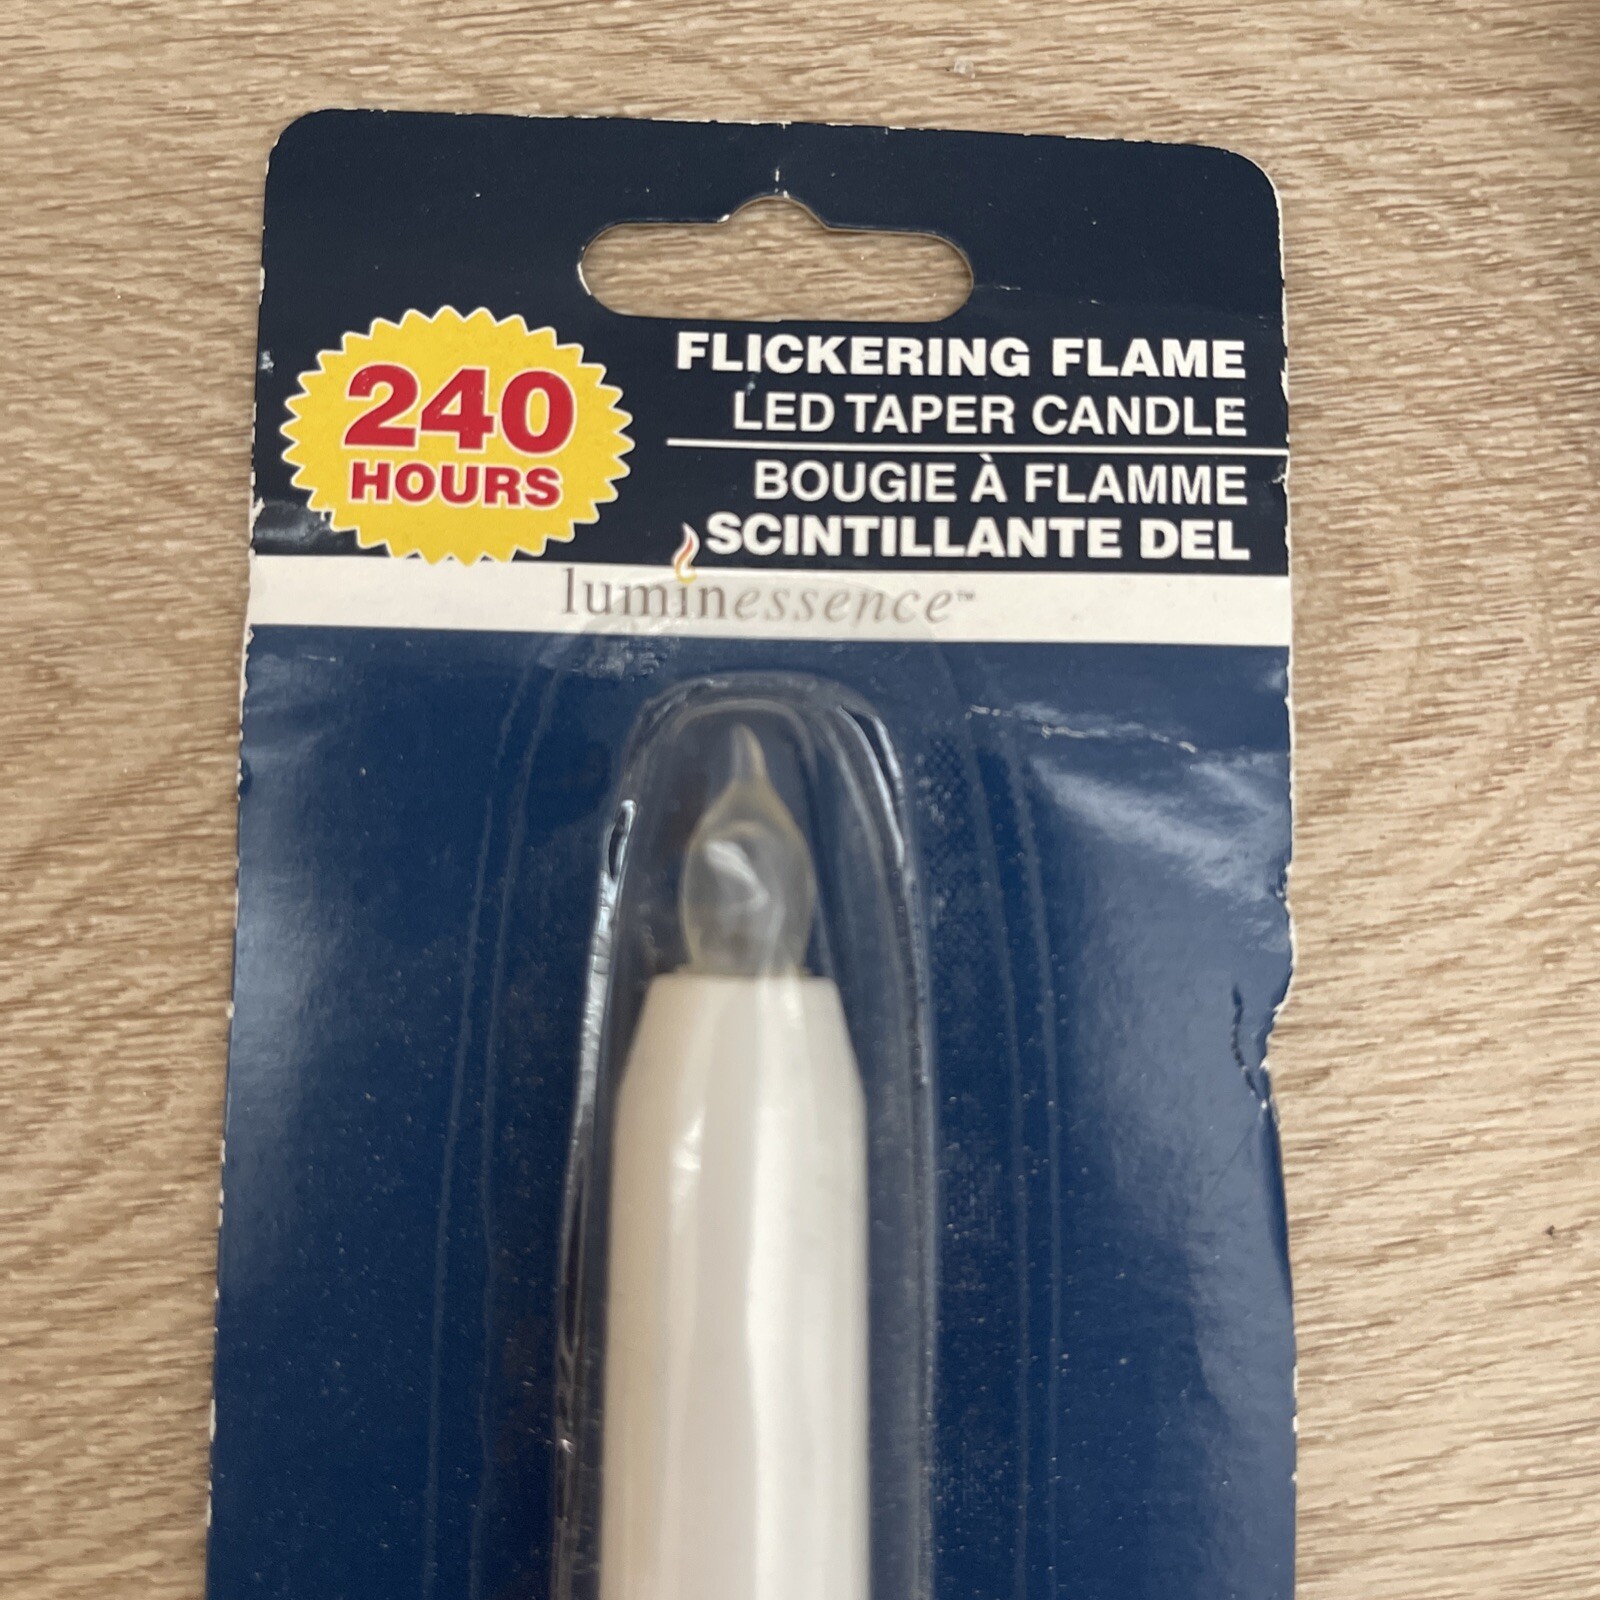 240
HOURS
FLICKERING FLAME
LED TAPER CANDLE
BOUGIE À FLAMME
SCINTILLANTE DEL
luminessence™